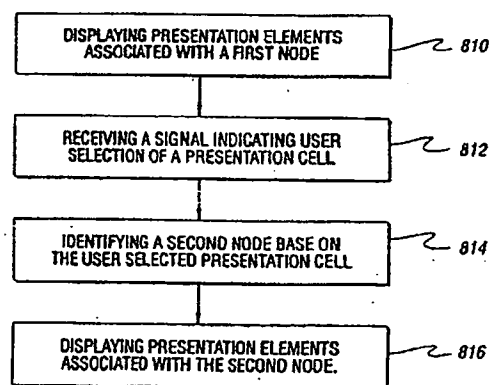 DISPLAYING PRESENTATION ELEMENTS
ASSOCIATED WITH A FIRST NODE
810
RECEIVING A SIGNAL INDICATING USER
SELECTION OF A PRESENTATION CELL
812
IDENTIFYING A SECOND NODE BASE ON
THE USER SELECTED PRESENTATION CELL
814
DISPLAYING PRESENTATION ELEMENTS
ASSOCIATED WITH THE SECOND NODE.
816